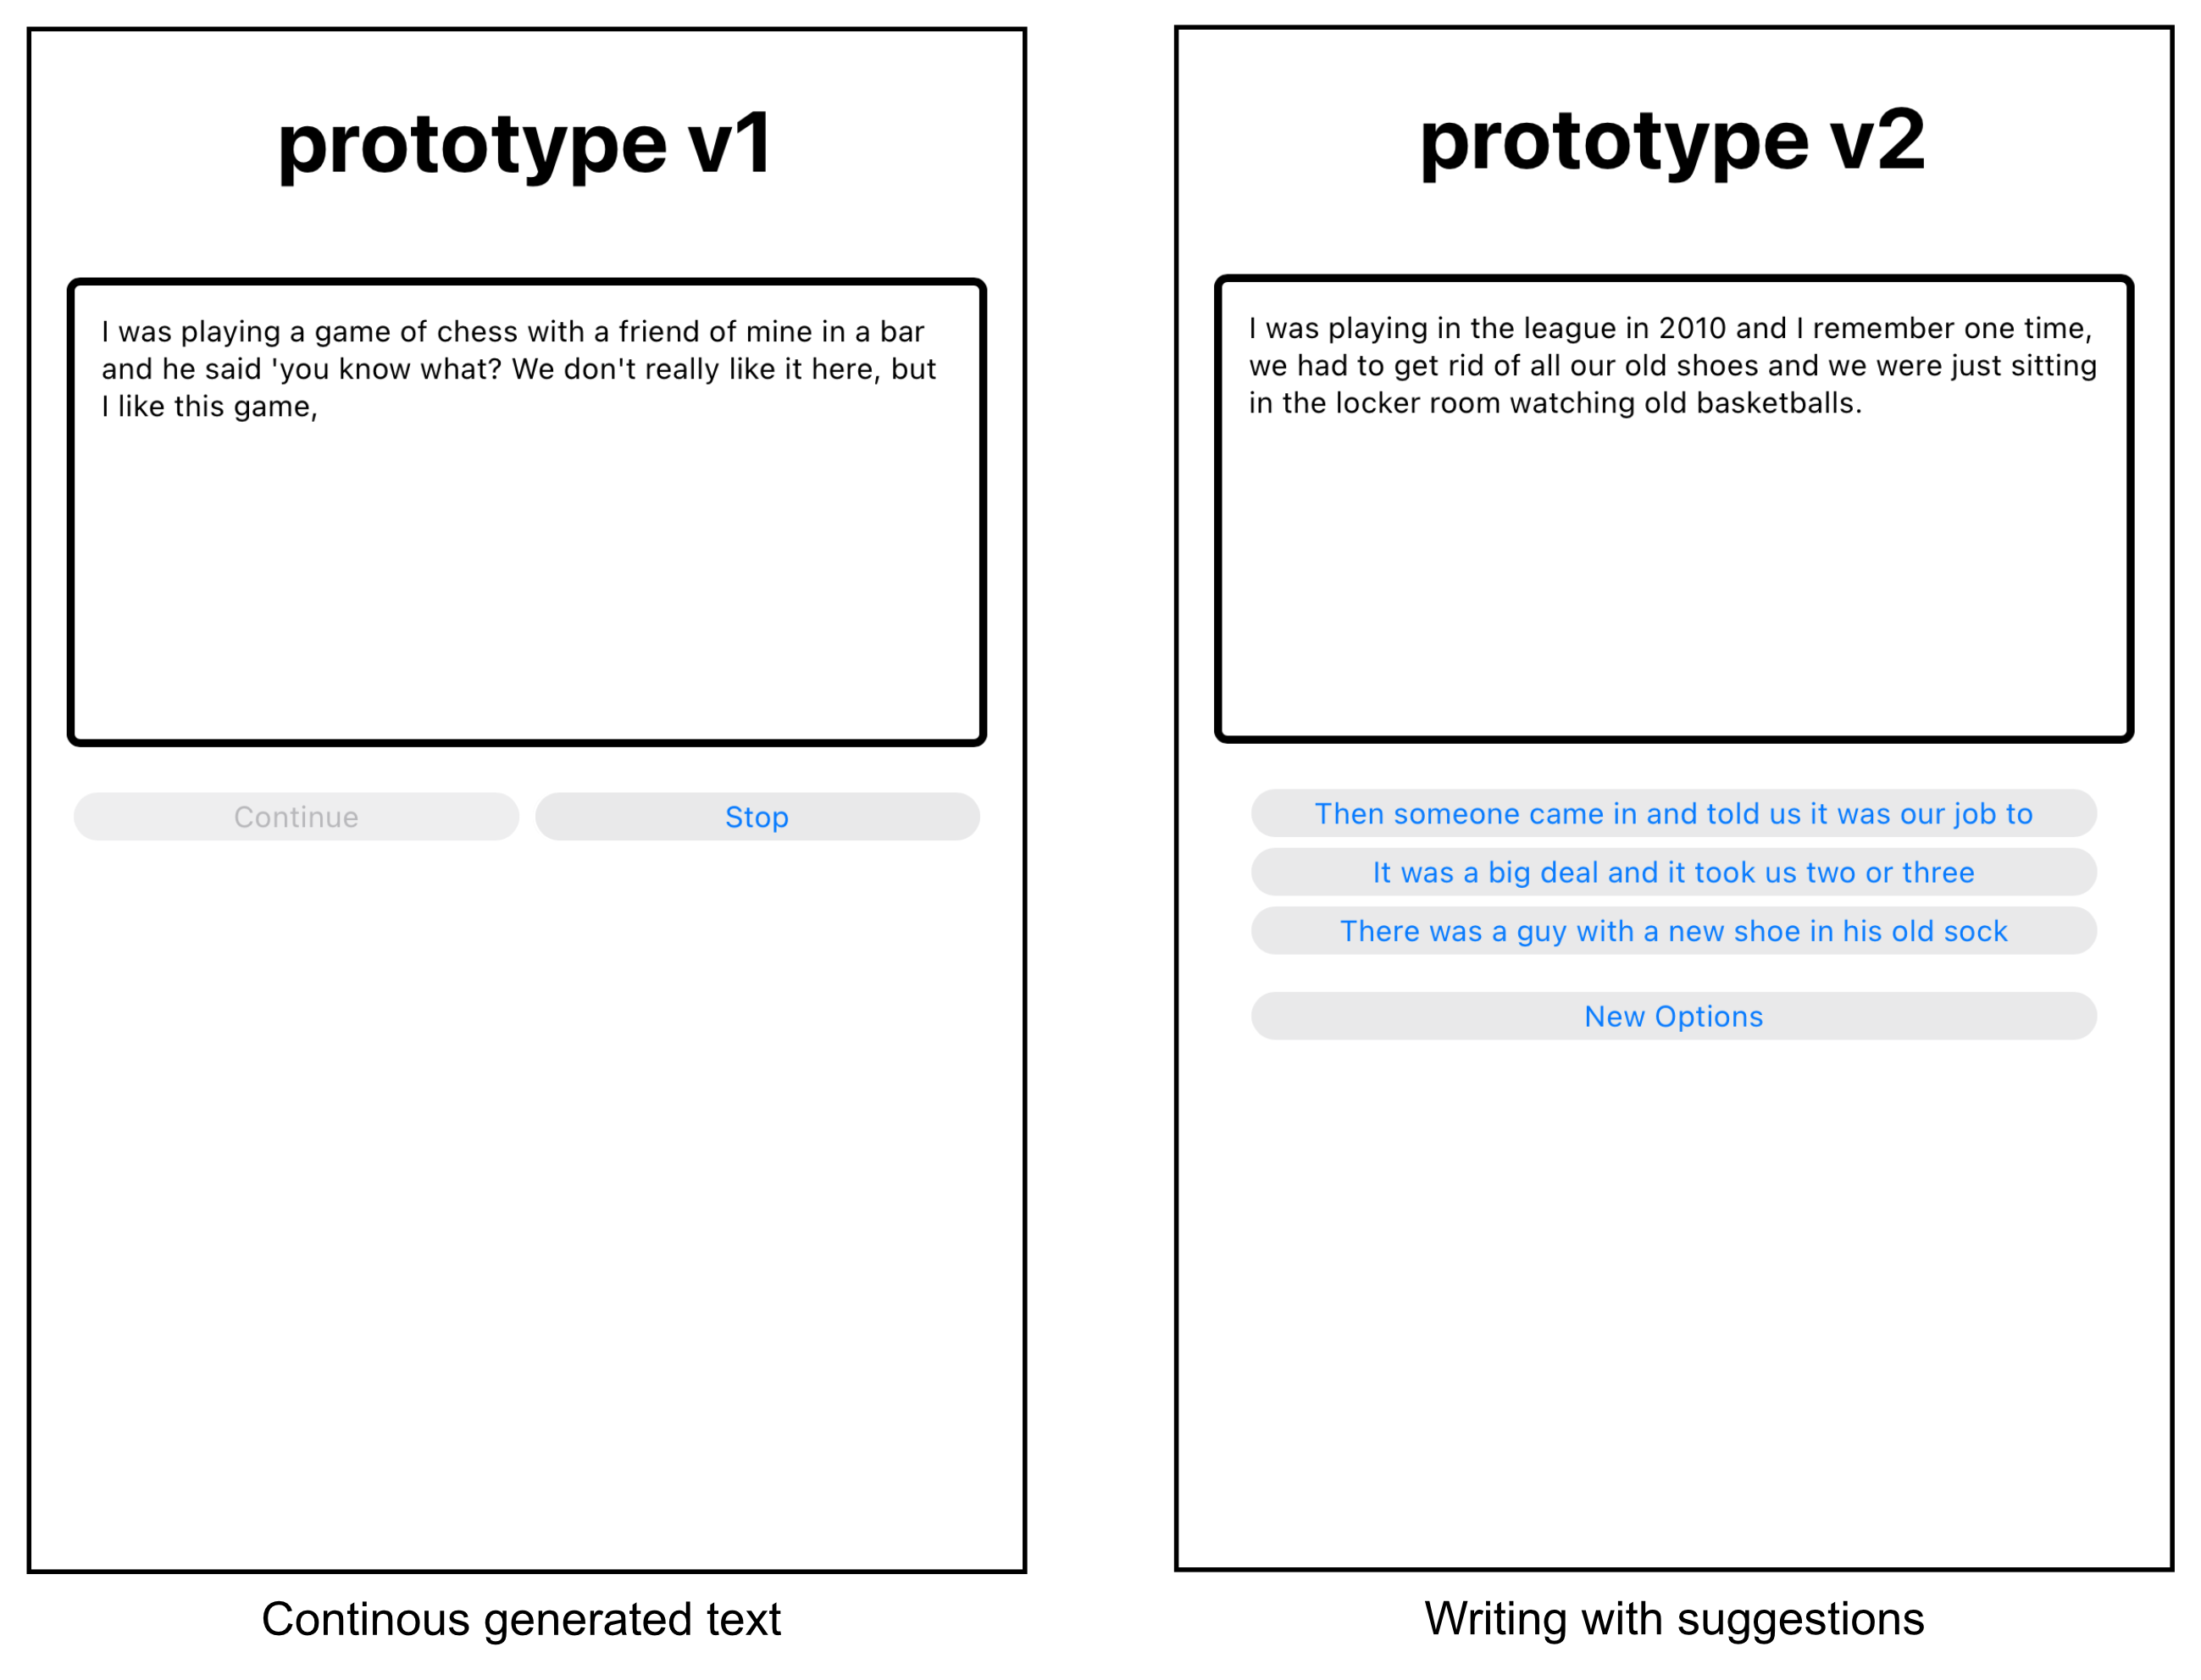 prototype v1
I was playing a game of chess with a friend of mine in a bar
and he said 'you know what? We don't really like it here, but
I like this game,
Continue
Stop
Continous generated text
prototype v2
I was playing in the league in 2010 and I remember one time,
we had to get rid of all our old shoes and we were just sitting
in the locker room watching old basketballs.
Then someone came in and told us it was our job to
It was a big deal and it took us two or three
There was a guy with a new shoe in his old sock
New Options
Writing with suggestions